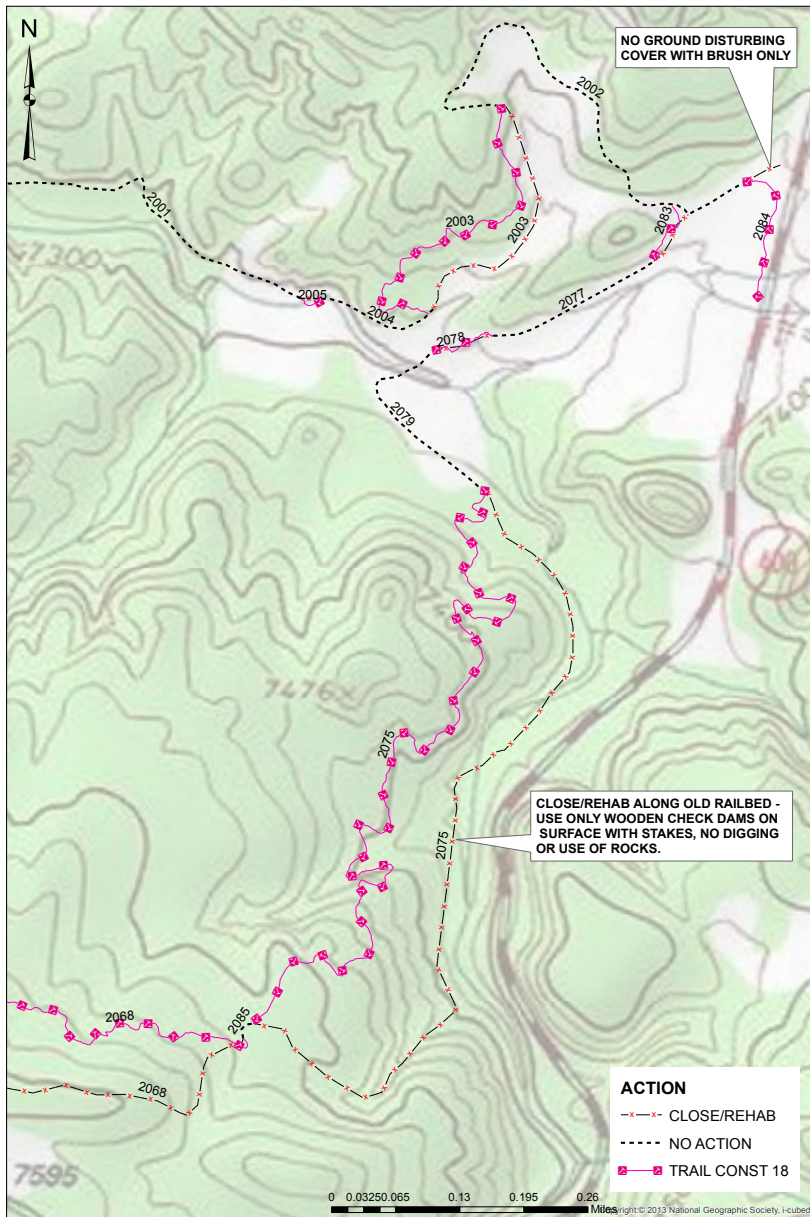 N
NO GROUND DISTURBING
COVER WITH BRUSH ONLY
2002
2001
2003
2003
2083
2084
7300
2005
2004
2077
2078
2079
7176x
2075
CLOSE/REHAB ALONG OLD RAILBED -
USE ONLY WOODEN CHECK DAMS ON
SURFACE WITH STAKES, NO DIGGING
OR USE OF ROCKS.
2075
2068
2085
2068
7595
ACTION
CLOSE/REHAB
NO ACTION
TRAIL CONST 18
0 0.0325 0.065 0.13 0.195 0.26
Miles
Copyright:© 2013 National Geographic Society, i-cubed